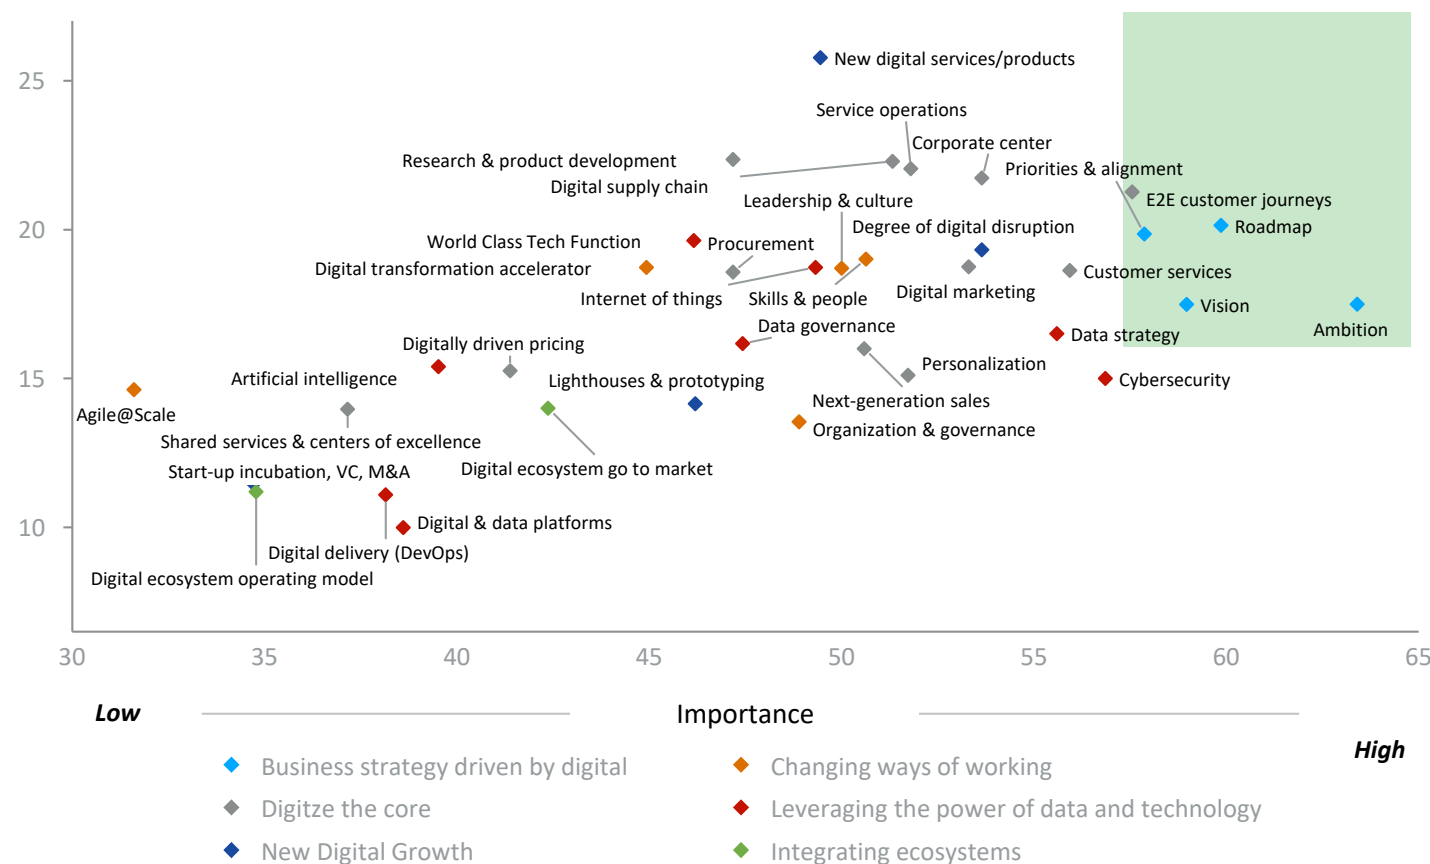 25
New digital services/products
Service operations
Corporate center
Research & product development
Priorities & alignment
Digital supply chain
E2E customer journeys
Leadership & culture
20
Degree of digital disruption
Roadmap
World Class Tech Function
Procurement
Digital transformation accelerator
Customer services
Internet of things
Skills & people
Digital marketing
Vision
Data governance
Ambition
Data strategy
Digitally driven pricing
Personalization
15
Artificial intelligence
Lighthouses & prototyping
Cybersecurity
Next-generation sales
Agile@Scale
Organization & governance
Shared services & centers of excellence
Start-up incubation, VC, M&A
Digital ecosystem go to market
10
Digital & data platforms
Digital delivery (DevOps)
Digital ecosystem operating model
30 35 40 45 50 55 60 65
Low
Importance
High
Business strategy driven by digital
Changing ways of working
Digitze the core
Leveraging the power of data and technology
New Digital Growth
Integrating ecosystems